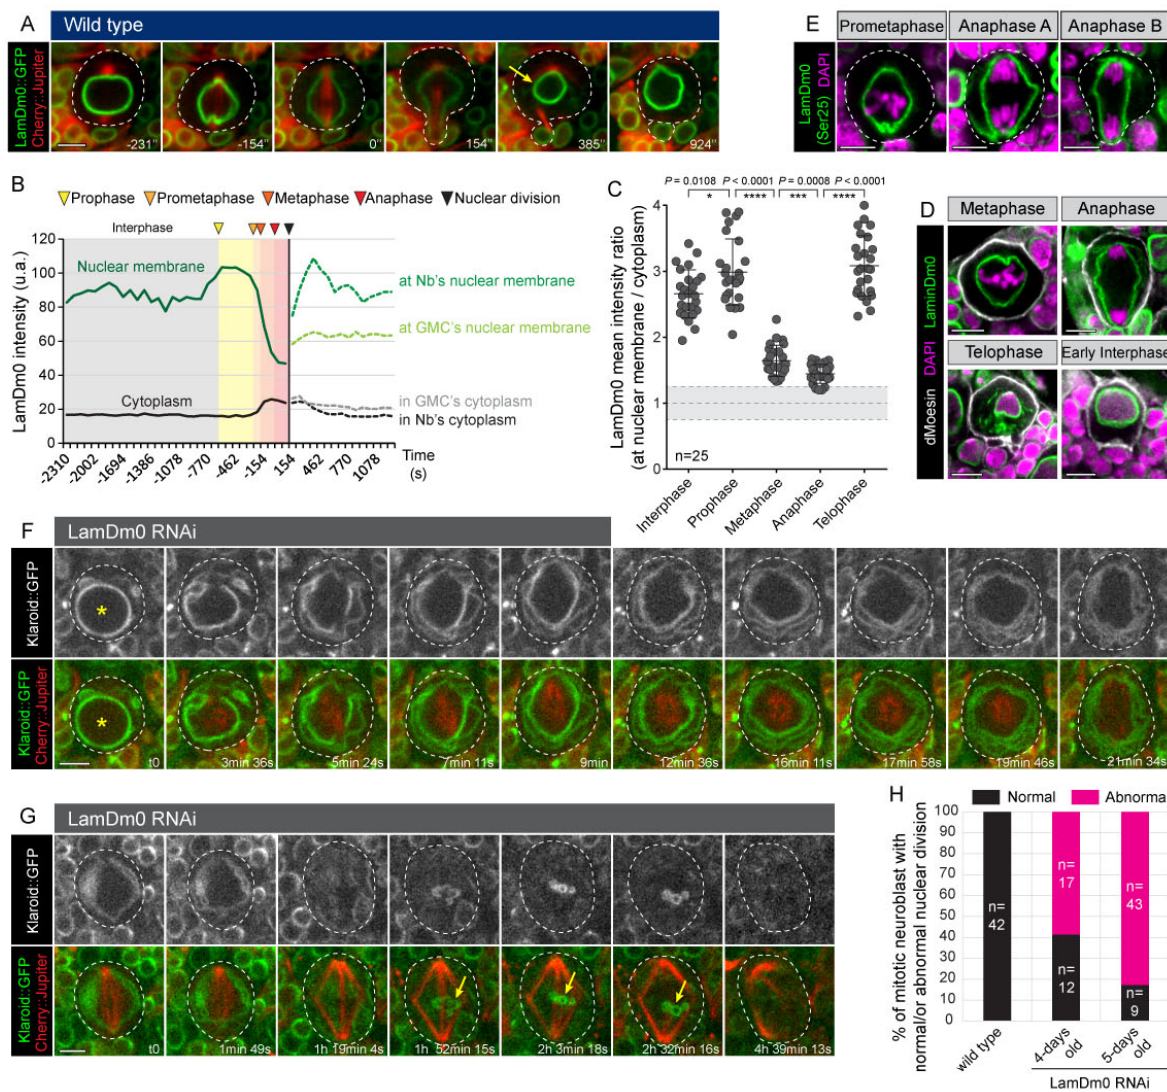 A
Wild type
LamDm0::GFP
Cherry::Jupiter
-231"
-154"
0"
154"
385"
924"
E
Prometaphase
Anaphase A
Anaphase B
LamDm0
(Ser25) DAPI
B
Prophase
Prometaphase
Metaphase
Anaphase
Nuclear division
LamDm0 intensity (u.a.)
120
100
80
60
40
20
0
Interphase
Nuclear membrane
Cytoplasm
at Nb's nuclear membrane
at GMC's nuclear membrane
in GMC's cytoplasm
in Nb's cytoplasm
-2310
-2002
-1694
-1386
-1078
-770
-462
-154
154
462
770
1078
Time
(s)
C
P = 0.0108
P < 0.0001
P = 0.0008
P < 0.0001
*
****
***
****
LamDm0 mean intensity ratio
(at nuclear membrane / cytoplasm)
4
3
2
1
0
n=25
Interphase
Prophase
Metaphase
Anaphase
Telophase
D
Metaphase
Anaphase
Telophase
Early Interphase
dMoesin DAPI LaminDm0
F
LamDm0 RNAi
Klaroid::GFP
*
Klaroid::GFP
Cherry::Jupiter
*
t0
3min 36s
5min 24s
7min 11s
9min
12min 36s
16min 11s
17min 58s
19min 46s
21min 34s
G
LamDm0 RNAi
Klaroid::GFP
Klaroid::GFP
Cherry::Jupiter
t0
1min 49s
1h 19min 4s
1h 52min 15s
2h 3min 18s
2h 32min 16s
4h 39min 13s
H
Normal
Abnormal
% of mitotic neuroblast with
normal/or abnormal nuclear division
100
90
80
70
60
50
40
30
20
10
0
n=
42
n=
17
n=
12
n=
43
n=
9
wild type
4-days
old
5-days
old
LamDm0 RNAi